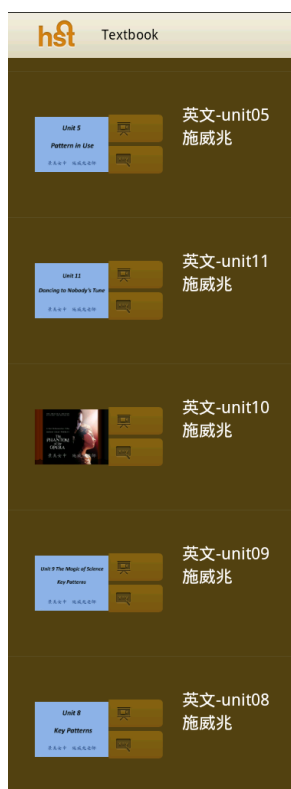 hst Textbook
英文-unit05
施威兆
Unit 5
Pattern in Use
英文-unit11
施威兆
Unit 11
Dancing to Nobody's Tune
英文-unit10
施威兆
PHANTOM
OPERA
英文-unit09
施威兆
Unit 9 The Magic of Science
Key Patterns
英文-unit08
施威兆
Unit 8
Key Patterns